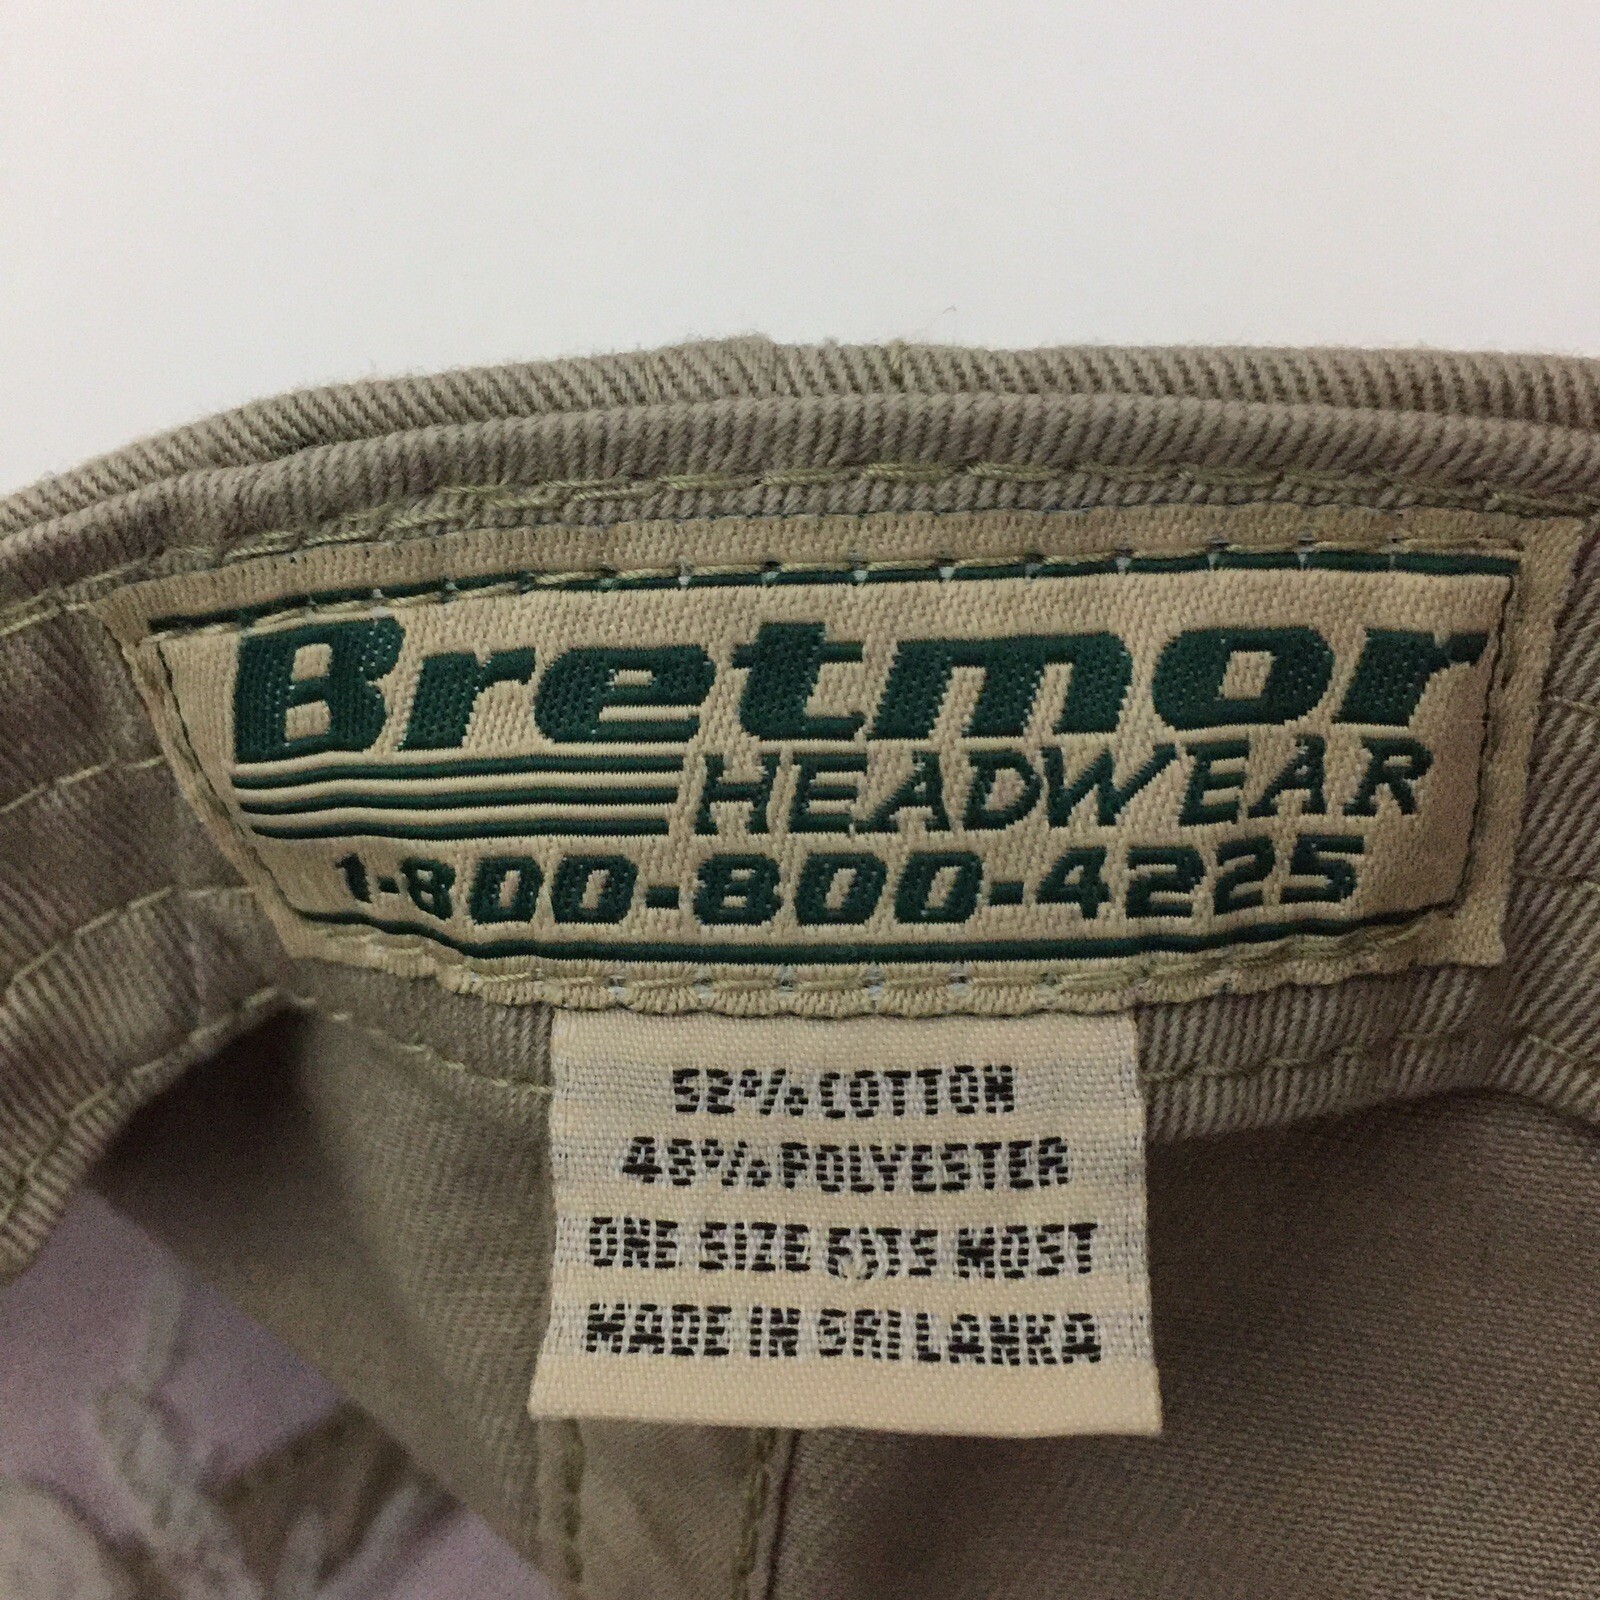 Bretmor
HEADWEAR
1-800-800-4225
52% COTTON
48% POLYESTER
ONE SIZE FITS MOST
MADE IN SRI LANKA